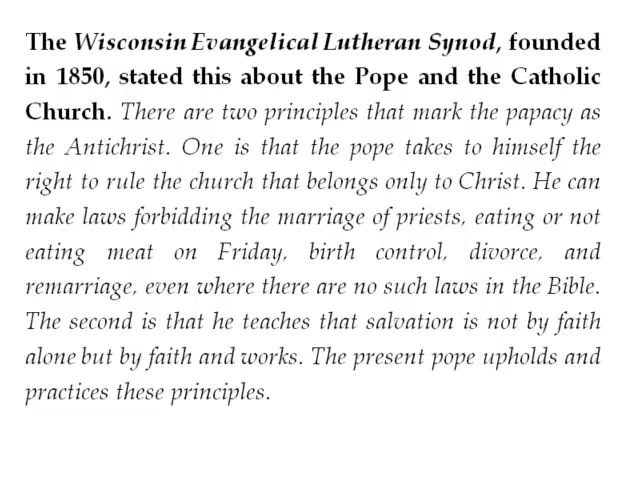 The Wisconsin Evangelical Lutheran Synod, founded
in 1850, stated this about the Pope and the Catholic
Church. There are two principles that mark the papacy as
the Antichrist. One is that the pope takes to himself the
right to rule the church that belongs only to Christ. He can
make laws forbidding the marriage of priests, eating or not
eating meat on Friday, birth control, divorce, and
remarriage, even where there are no such laws in the Bible.
The second is that he teaches that salvation is not by faith
alone but by faith and works. The present pope upholds and
practices these principles.